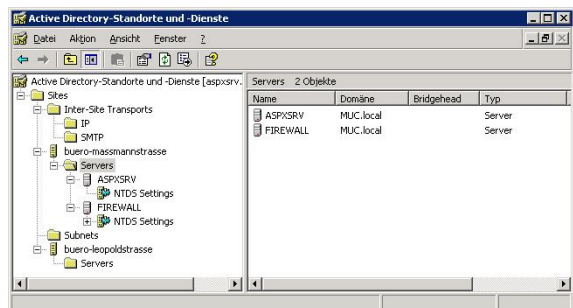 Active Directory-Standorte und -Dienste
Datei Aktion Ansicht Fenster ?
Active Directory-Standorte und -Dienste [aspxsrv.
Sites
Inter-Site Transports
IP
SMTP
buero-massmannstrasse
Servers
ASPXSRV
NTDS Settings
FIREWALL
NTDS Settings
Subnets
buero-leopoldstrasse
Servers
Servers 2 Objekte
Name Domäne Bridgehead Typ
ASPXSRV MUC.local Server
FIREWALL MUC.local Server